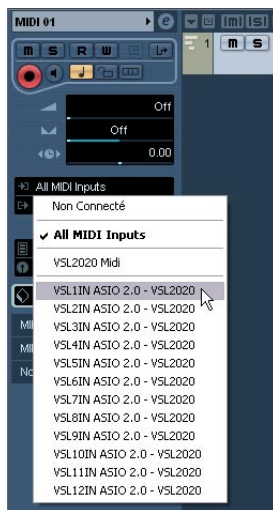 MIDI 01
M S R W L+
Off
Off
0.00
All MIDI Inputs
Non Connecté
✓ All MIDI Inputs
VSL2020 Midi
VSL1IN ASIO 2.0 - VSL2020
VSL2IN ASIO 2.0 - VSL2020
VSL3IN ASIO 2.0 - VSL2020
VSL4IN ASIO 2.0 - VSL2020
VSL5IN ASIO 2.0 - VSL2020
VSL6IN ASIO 2.0 - VSL2020
VSL7IN ASIO 2.0 - VSL2020
VSL8IN ASIO 2.0 - VSL2020
VSL9IN ASIO 2.0 - VSL2020
VSL10IN ASIO 2.0 - VSL2020
VSL11IN ASIO 2.0 - VSL2020
VSL12IN ASIO 2.0 - VSL2020
MI
MI
No
M S
1 M S